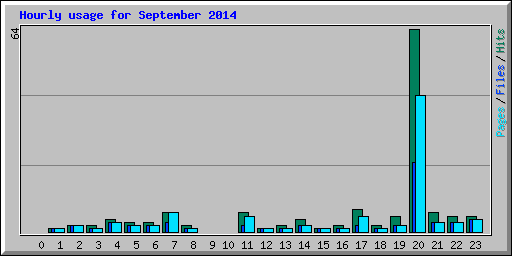 Hourly usage for September 2014
64
Pages / Files / Hits
0 1 2 3 4 5 6 7 8 9 10 11 12 13 14 15 16 17 18 19 20 21 22 23